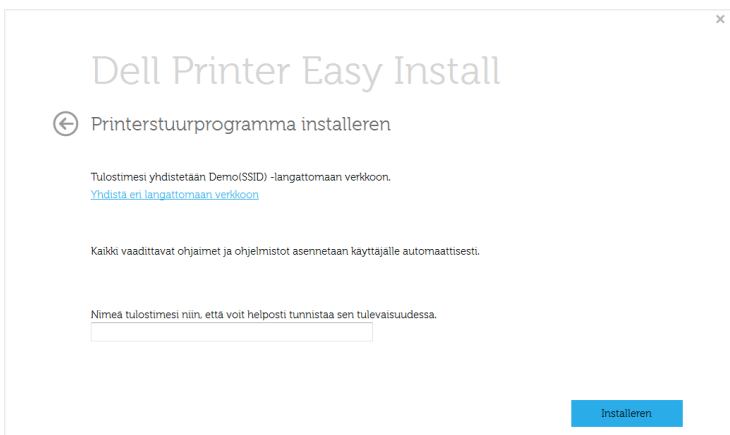 Dell Printer Easy Install
Printerstuurprogramma installeren
Tulostimesi yhdistetään Demo(SSID) -langattomaan verkkoon.
Yhdistä eri langattomaan verkkoon
Kaikki vaadittavat ohjaimet ja ohjelmistot asennetaan käyttäjälle automaattisesti.
Nimeä tulostimesi niin, että voit helposti tunnistaa sen tulevaisuudessa.
Installeren